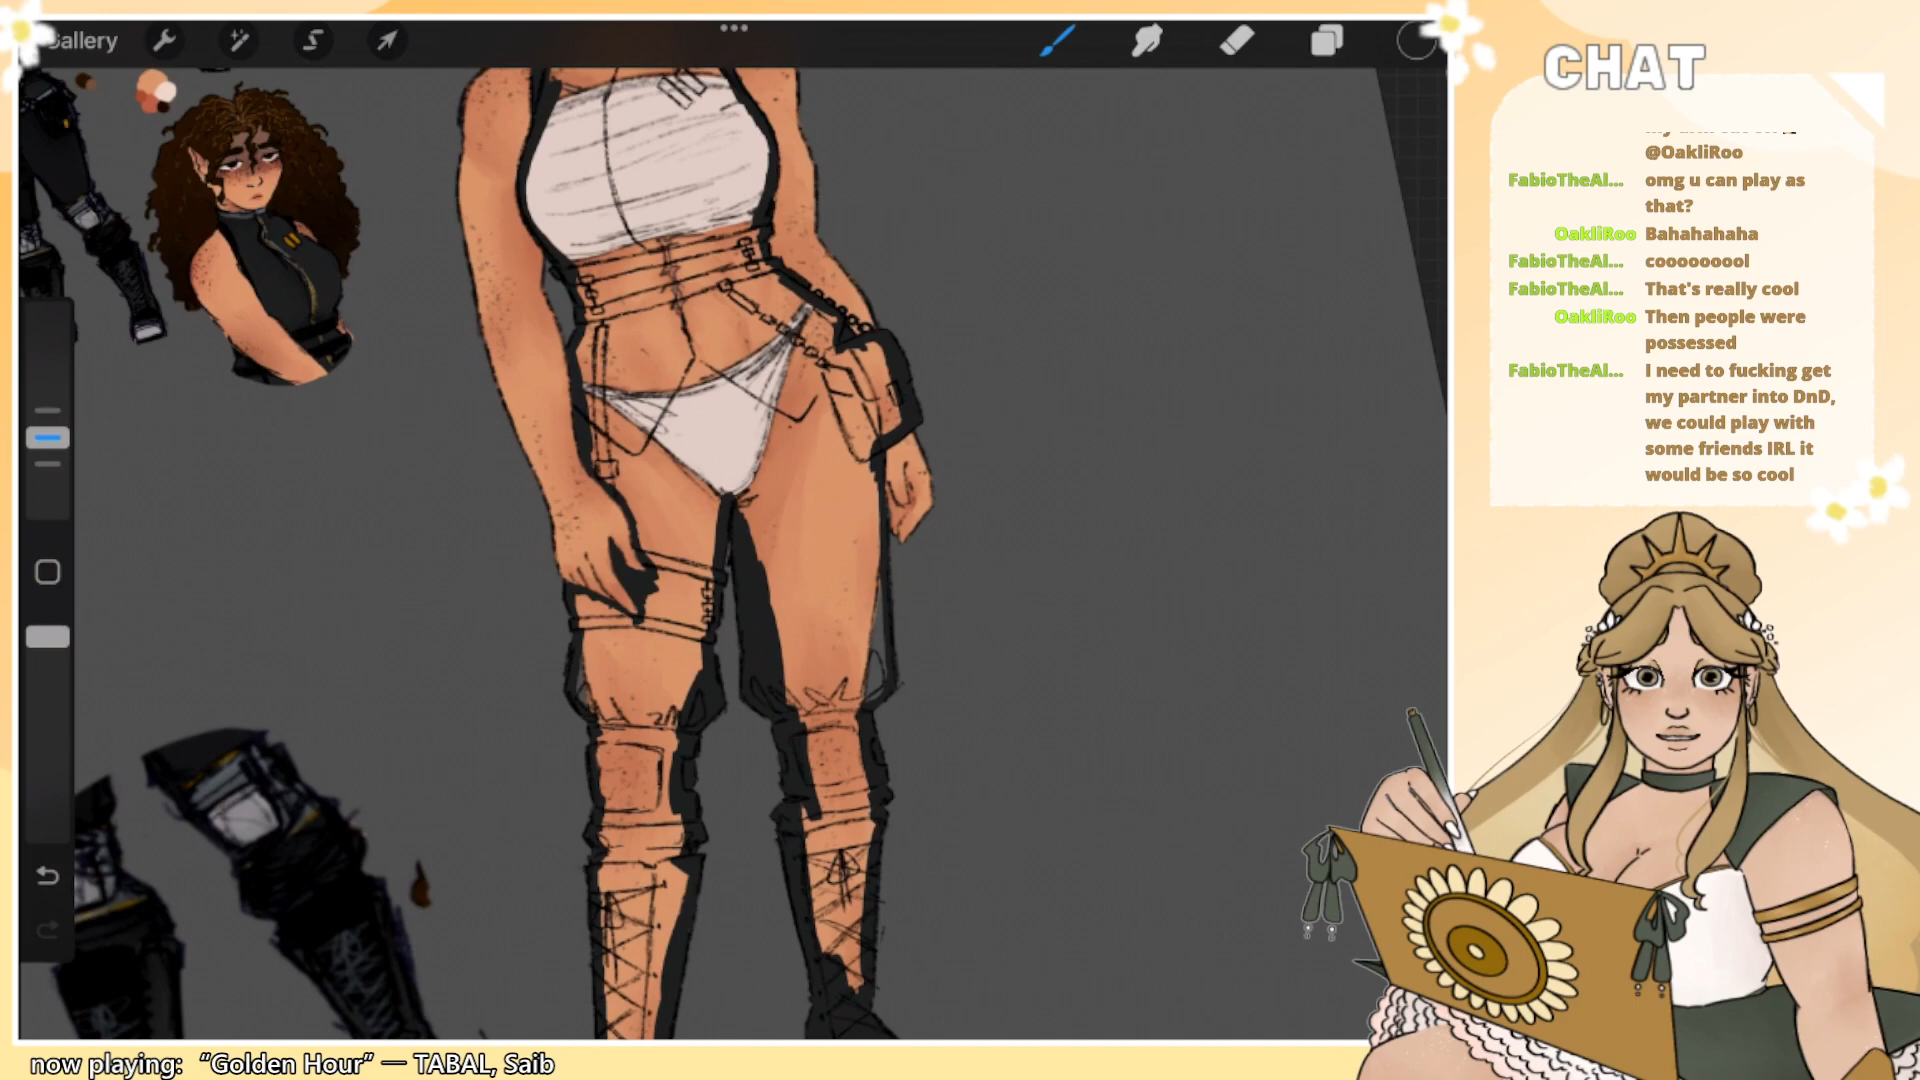 Gallery
CHAT
@OakliRoo
FabioTheAl... omg u can play as
that?
OakliRoo Bahahahaha
FabioTheAl... cooooooool
FabioTheAl... That's really cool
OakliRoo Then people were
possessed
FabioTheAl... I need to fucking get
my partner into DnD,
we could play with
some friends IRL it
would be so cool
now playing: “Golden Hour” — TABAL, Saib